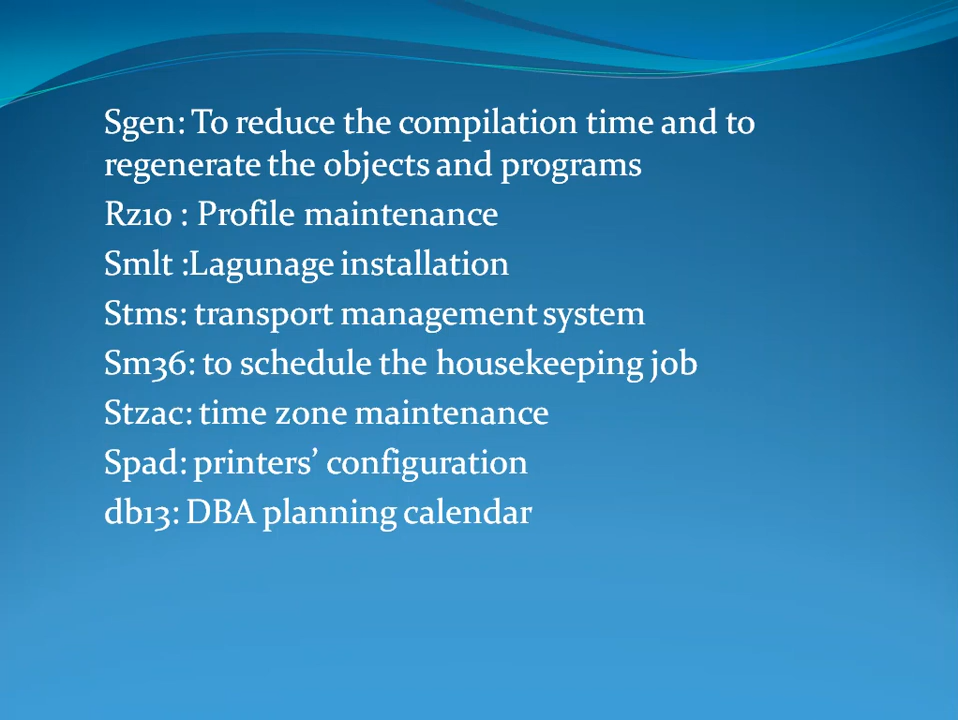 Sgen: To reduce the compilation time and to
regenerate the objects and programs
Rz10 : Profile maintenance
Smlt :Lagunage installation
Stms: transport management system
Sm36: to schedule the housekeeping job
Stzac: time zone maintenance
Spad: printers’ configuration
db13: DBA planning calendar